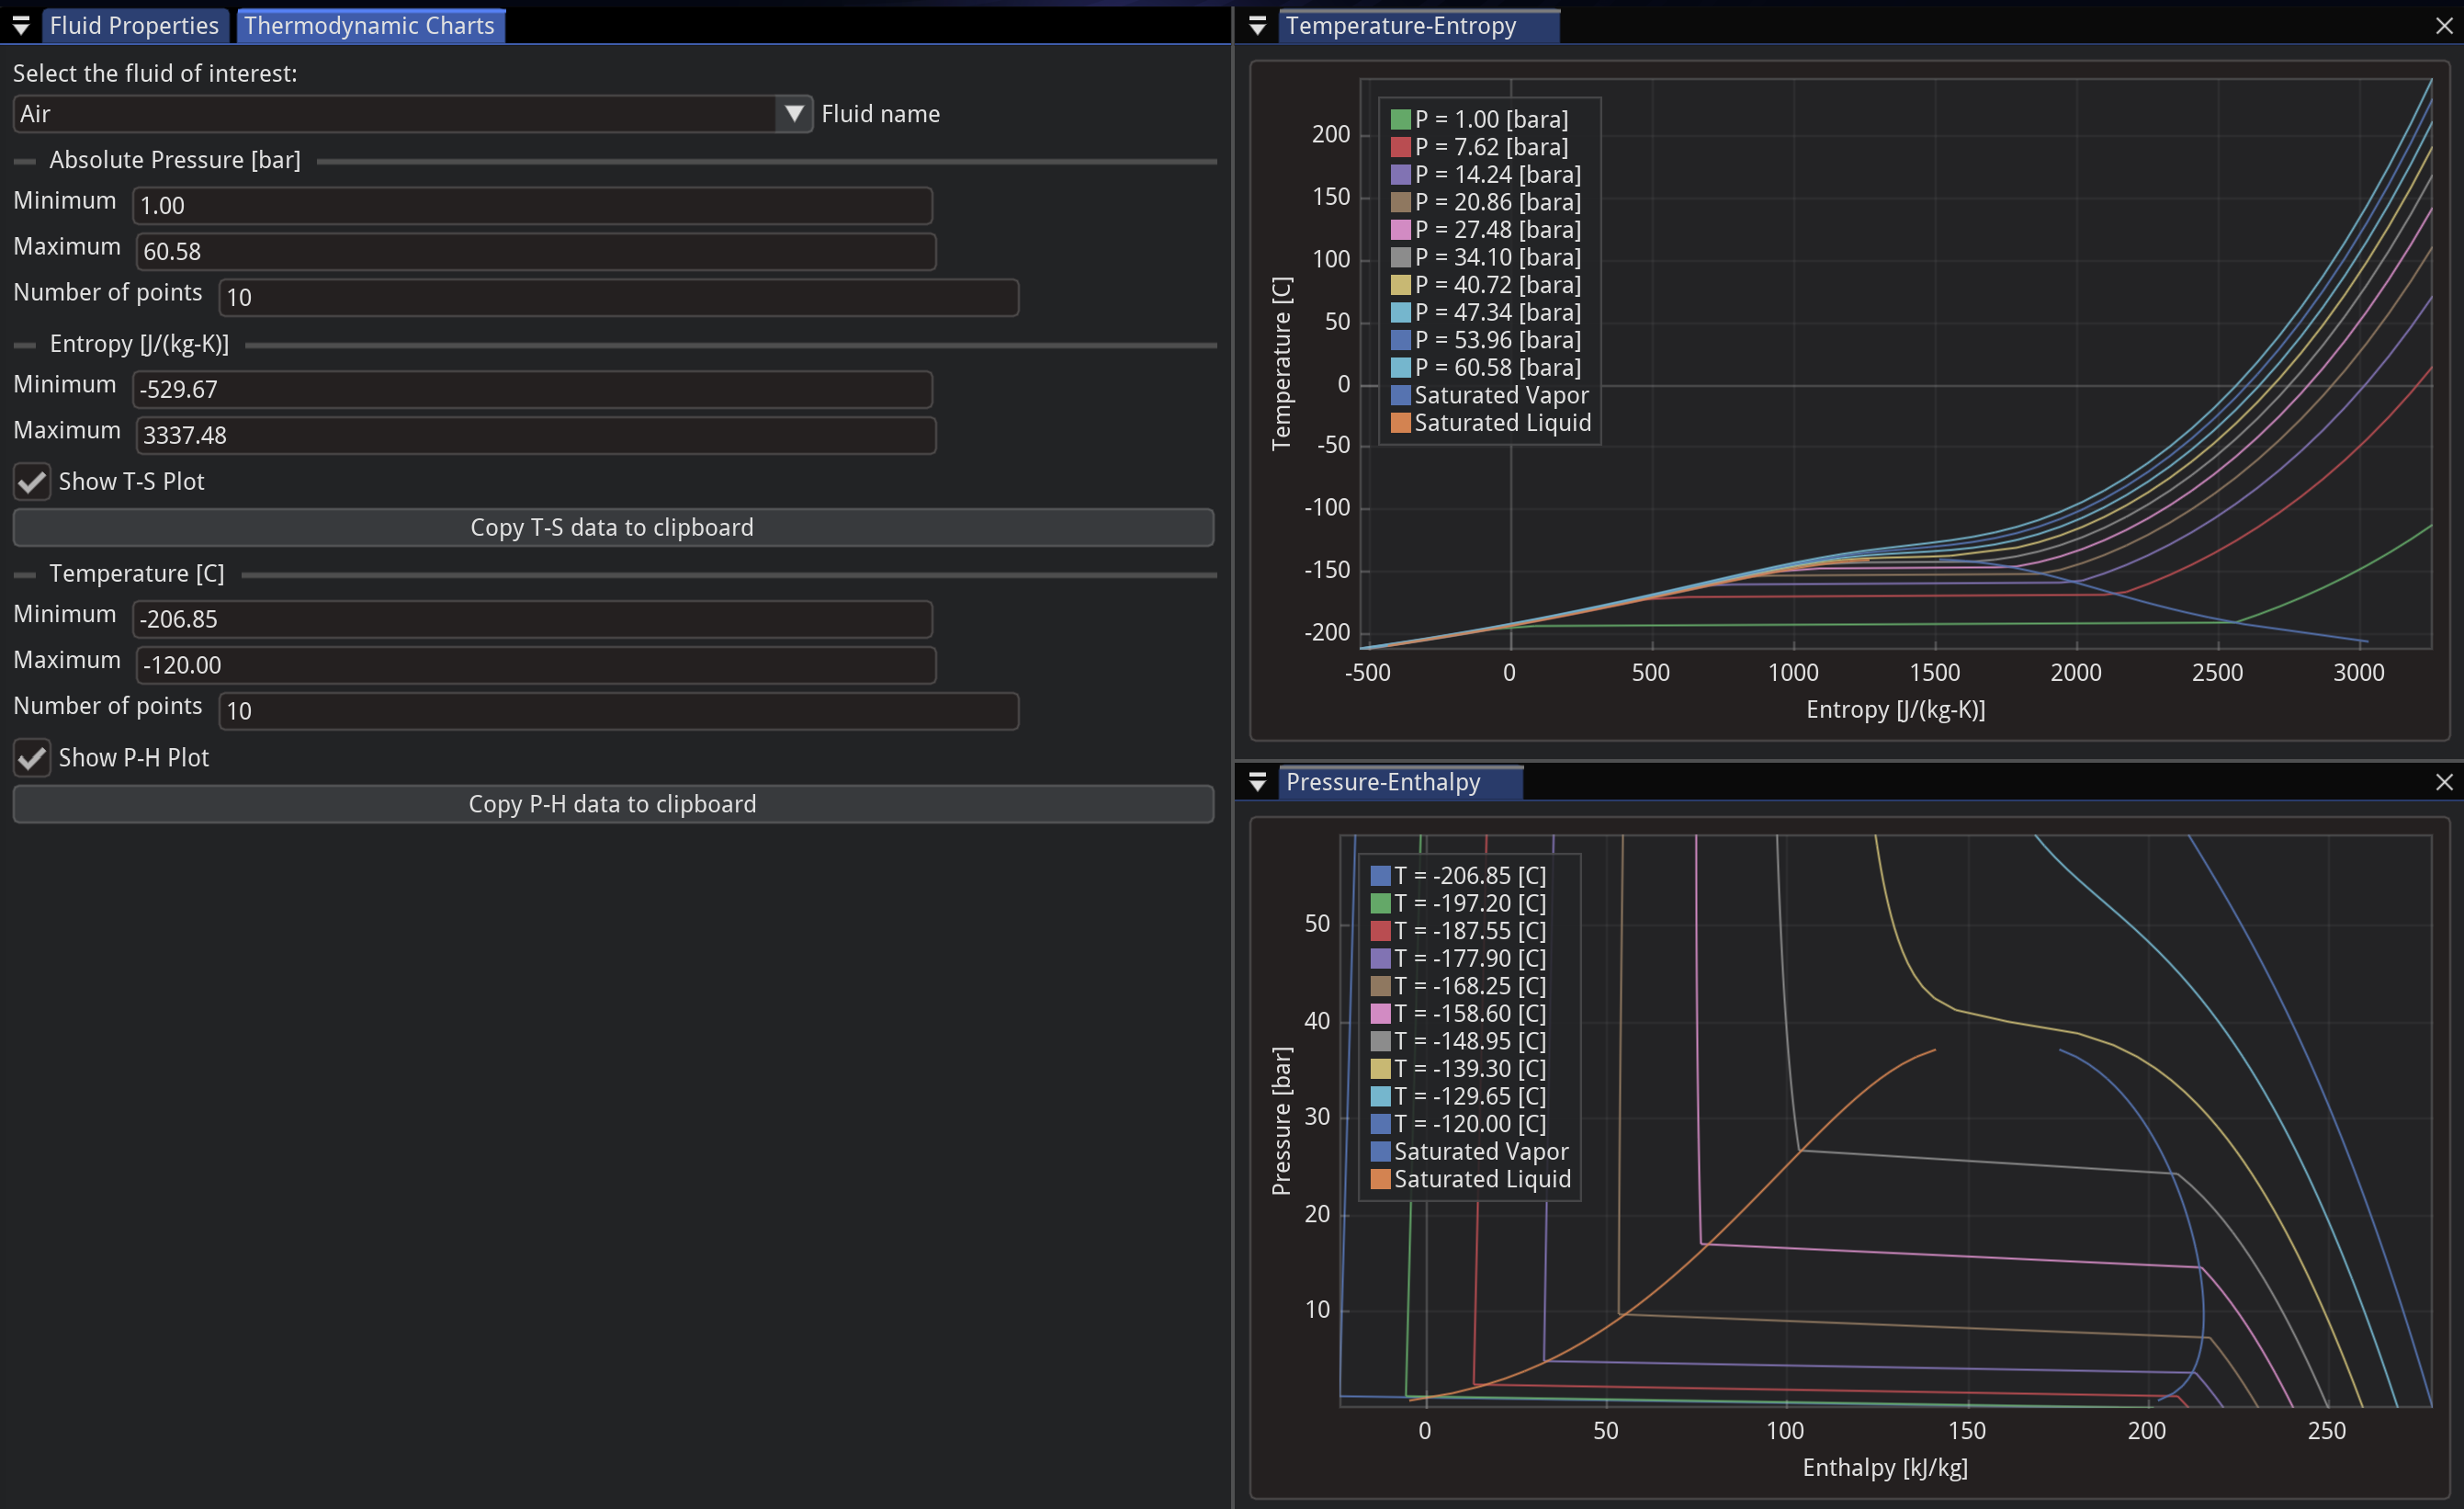 Fluid Properties
Thermodynamic Charts
Select the fluid of interest:
Air
Fluid name
Absolute Pressure [bar]
Minimum 1.00
Maximum 60.58
Number of points 10
Entropy [J/(kg-K)]
Minimum -529.67
Maximum 3337.48
Show T-S Plot
Copy T-S data to clipboard
Temperature [C]
Minimum -206.85
Maximum -120.00
Number of points 10
Show P-H Plot
Copy P-H data to clipboard
Temperature-Entropy
P = 1.00 [bara]
P = 7.62 [bara]
P = 14.24 [bara]
P = 20.86 [bara]
P = 27.48 [bara]
P = 34.10 [bara]
P = 40.72 [bara]
P = 47.34 [bara]
P = 53.96 [bara]
P = 60.58 [bara]
Saturated Vapor
Saturated Liquid
Temperature [C]
200
150
100
50
0
-50
-100
-150
-200
-500 0 500 1000 1500 2000 2500 3000
Entropy [J/(kg-K)]
Pressure-Enthalpy
T = -206.85 [C]
T = -197.20 [C]
T = -187.55 [C]
T = -177.90 [C]
T = -168.25 [C]
T = -158.60 [C]
T = -148.95 [C]
T = -139.30 [C]
T = -129.65 [C]
T = -120.00 [C]
Saturated Vapor
Saturated Liquid
Pressure [bar]
50
40
30
20
10
0 50 100 150 200 250
Enthalpy [kJ/kg]